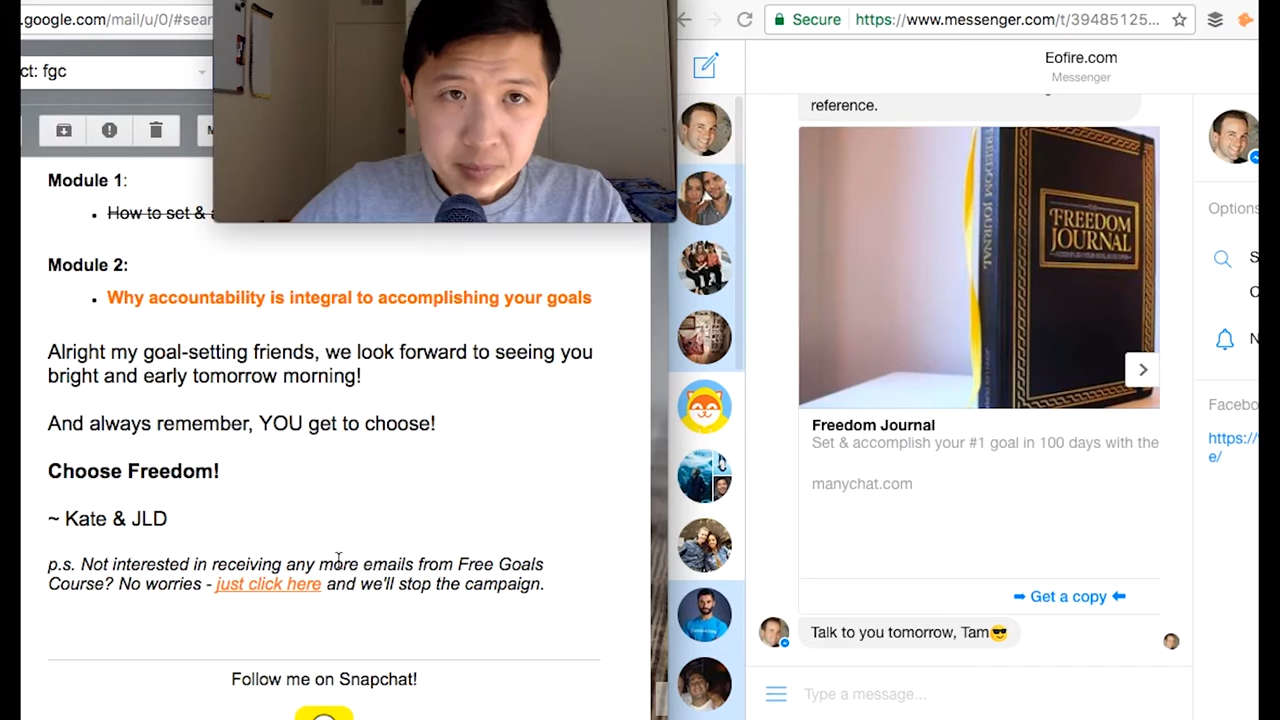 .google.com/mail/u/0/#sear
ct: fgc
Module 1:
How to set & a
Module 2:
Why accountability is integral to accomplishing your goals
Alright my goal-setting friends, we look forward to seeing you
bright and early tomorrow morning!
And always remember, YOU get to choose!
Choose Freedom!
~ Kate & JLD
p.s. Not interested in receiving any more emails from Free Goals
Course? No worries - just click here and we'll stop the campaign.
Follow me on Snapchat!
Secure https://www.messenger.com/t/39485125...
Eofire.com
Messenger
reference.
FREEDOM JOURNAL
THE
FREEDOM
JOURNAL
Freedom Journal
Set & accomplish your #1 goal in 100 days with the
manychat.com
➡ Get a copy ⬅
Talk to you tomorrow, Tam😎
Type a message...
Options
S
C
N
Facebo
https://
e/